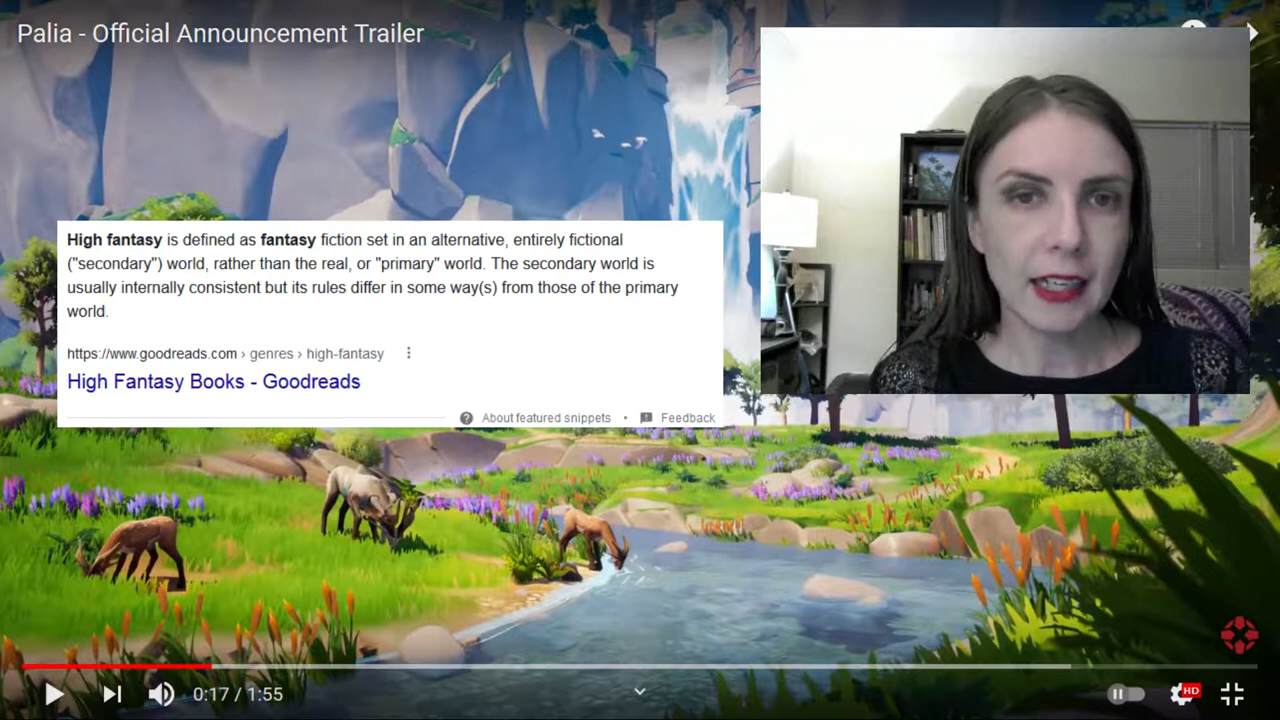 Palia - Official Announcement Trailer
High fantasy is defined as fantasy fiction set in an alternative, entirely fictional
("secondary") world, rather than the real, or "primary" world. The secondary world is
usually internally consistent but its rules differ in some way(s) from those of the primary
world.
https://www.goodreads.com › genres › high-fantasy
High Fantasy Books - Goodreads
About featured snippets • Feedback
0:17 / 1:55
HD